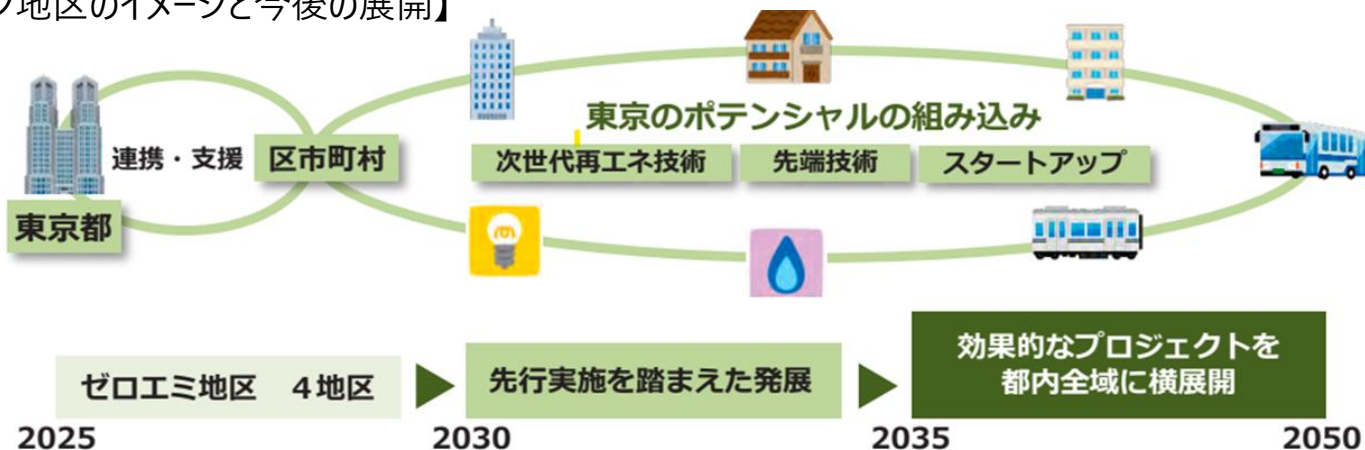 地区のイメージと今後の展開】
東京のポテンシャルの組み込み
連携・支援
区市町村
次世代再エネ技術
先端技術
スタートアップ
東京都
ゼロエミ地区　４地区
先行実施を踏まえた発展
効果的なプロジェクトを
都内全域に横展開
2025
2030
2035
2050